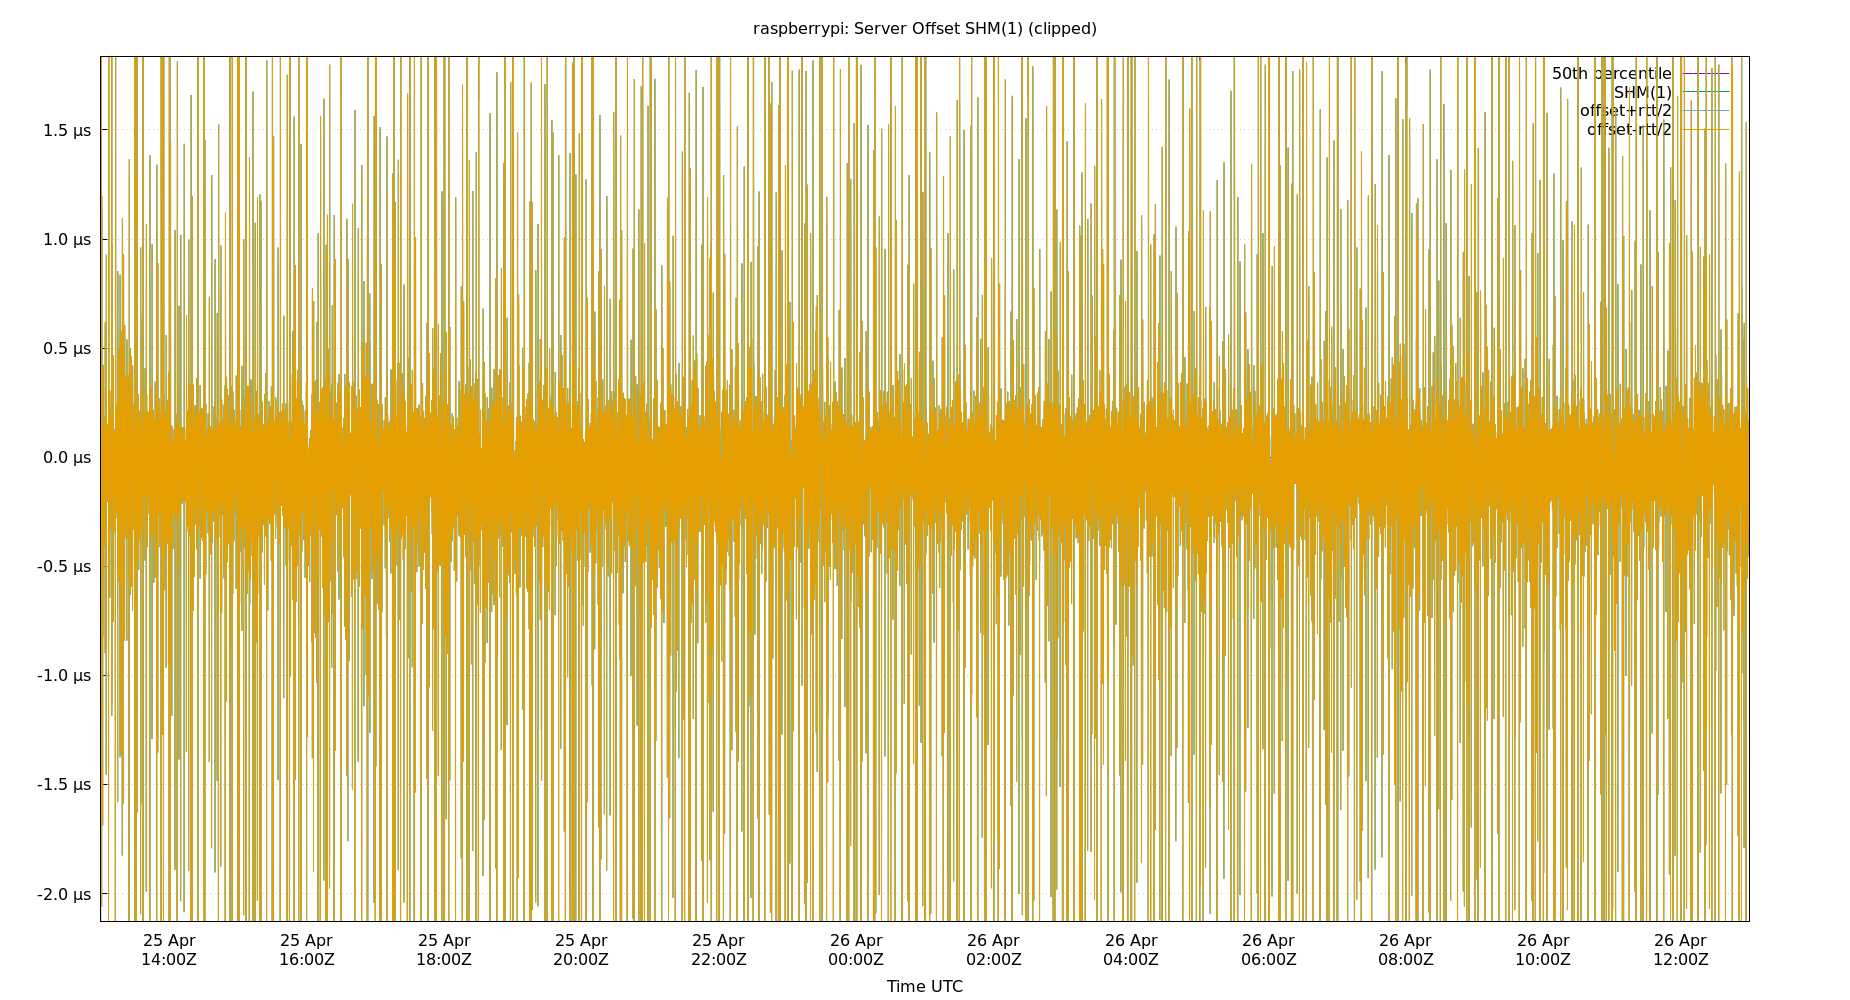 raspberrypi: Server Offset SHM(1) (clipped)
50th percentile
SHM(1)
offset+rtt/2
offset-rtt/2
1.5 µs
1.0 µs
0.5 µs
0.0 µs
-0.5 µs
-1.0 µs
-1.5 µs
-2.0 µs
25 Apr 25 Apr 25 Apr 25 Apr 25 Apr 26 Apr 26 Apr 26 Apr 26 Apr 26 Apr 26 Apr 26 Apr
14:00Z 16:00Z 18:00Z 20:00Z 22:00Z 00:00Z 02:00Z 04:00Z 06:00Z 08:00Z 10:00Z 12:00Z
Time UTC